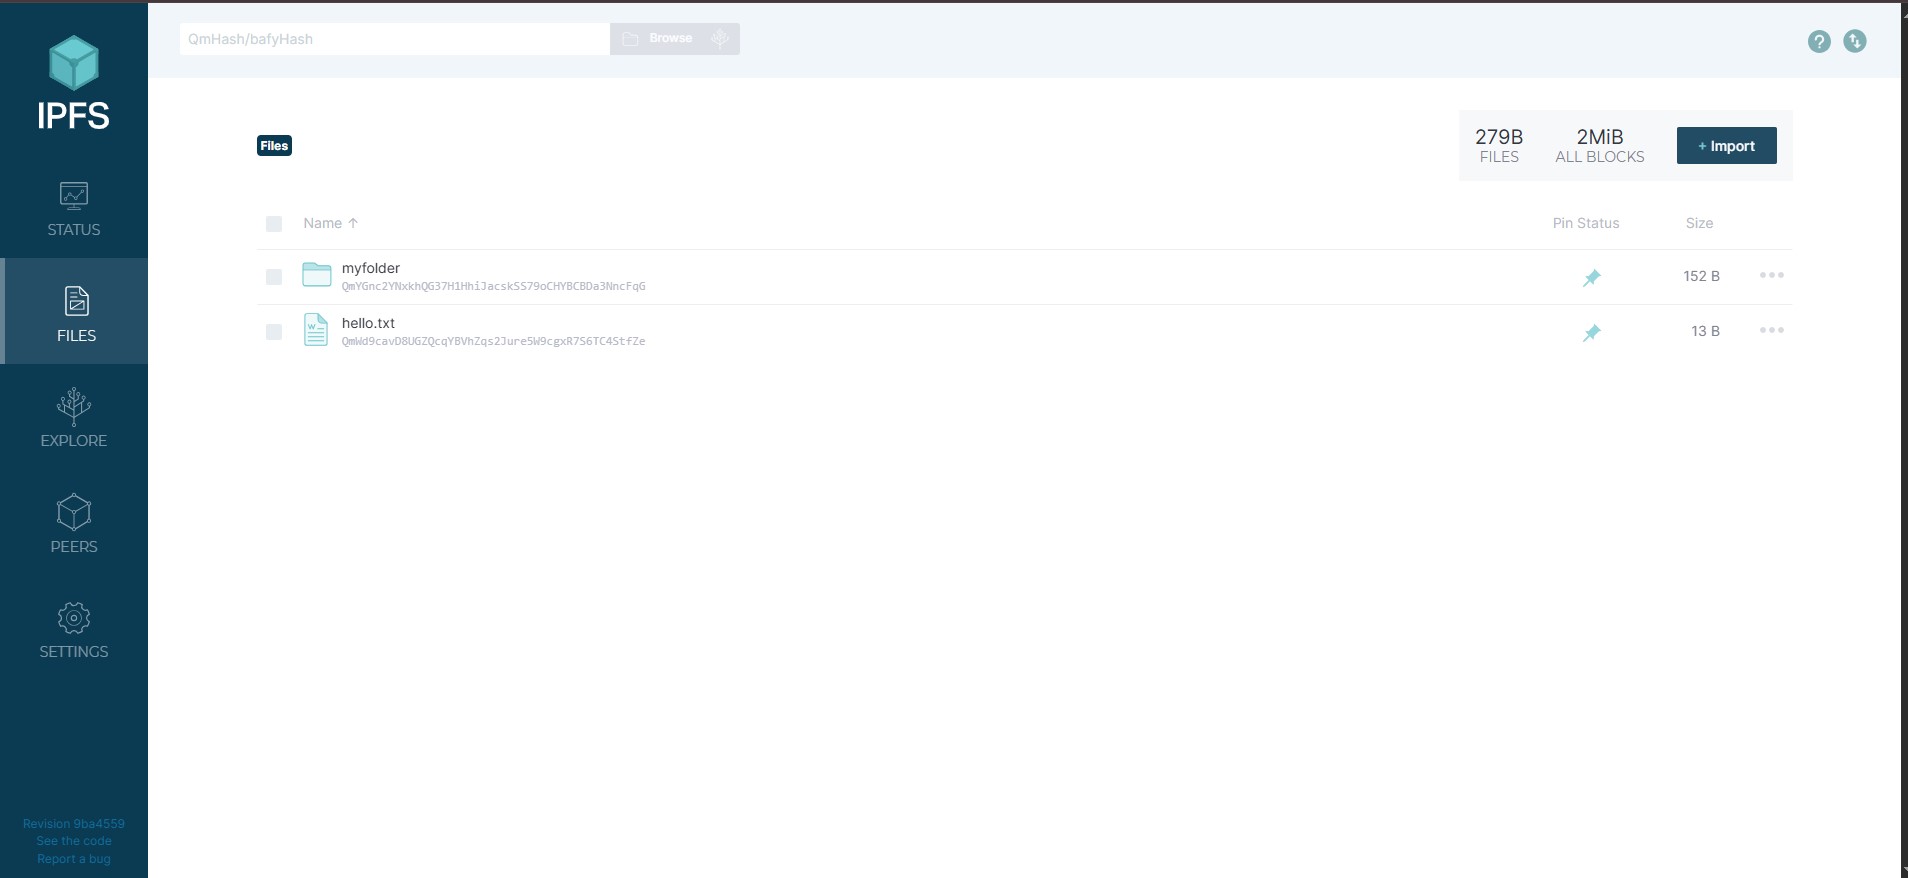 QmHash/bafyHash
Browse
IPFS
STATUS
FILES
EXPLORE
PEERS
SETTINGS
Revision 9ba4559
See the code
Report a bug
Files
279B
FILES
2MiB
ALL BLOCKS
+ Import
Name ↑ Pin Status Size
myfolder
QmYGnc2YNxkhQG37H1HhiJacskSS79oCHYBCBDa3NncFqG
152 B
hello.txt
QmWd9cavD8UGZQcqYBVhZqs2Jure5W9cgxR7S6TC4StfZe
13 B